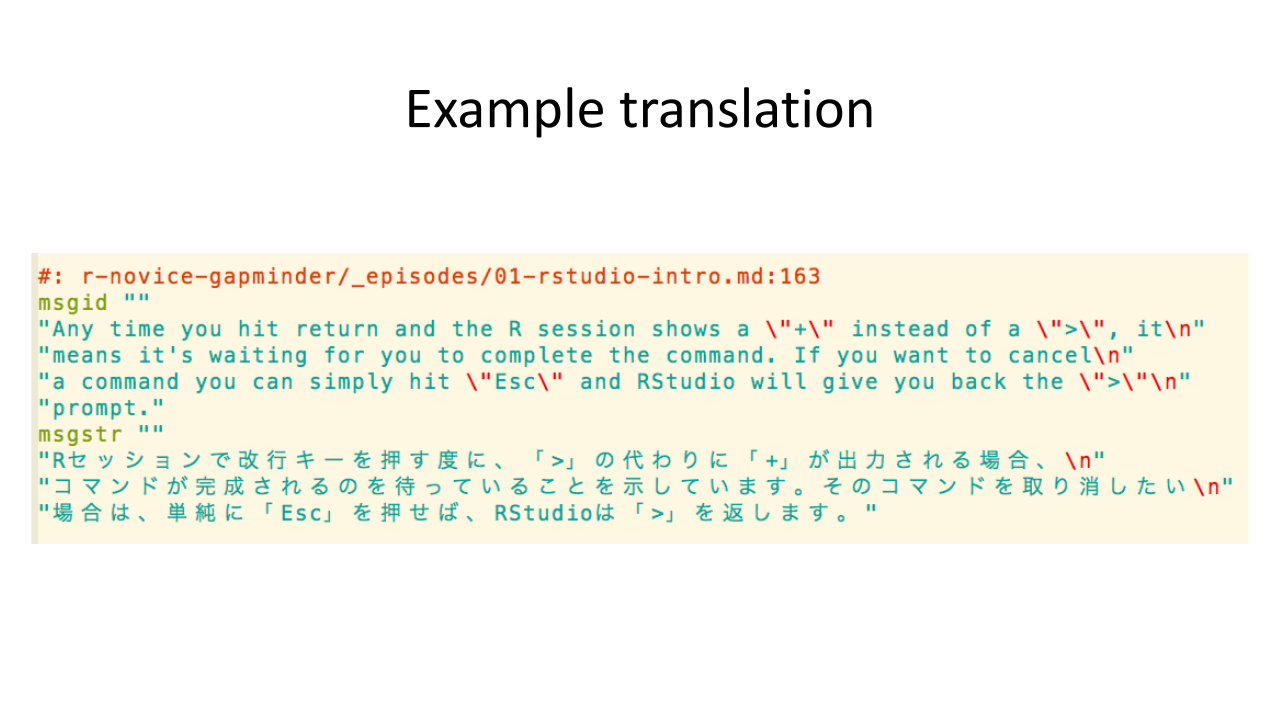 Example translation
#: r-novice-gapminder/_episodes/01-rstudio-intro.md:163
msgid ""
"Any time you hit return and the R session shows a \"+\" instead of a \">\", it\n"
"means it's waiting for you to complete the command. If you want to cancel\n"
"a command you can simply hit \"Esc\" and RStudio will give you back the \">\"\n"
"prompt."
msgstr ""
"Rセッションで改行キーを押す度に、「>」の代わりに「+」が出力される場合、\n"
"コマンドが完成されるのを待っていることを示しています。そのコマンドを取り消したい\n"
"場合は、単純に「Esc」を押せば、RStudioは「>」を返します。"